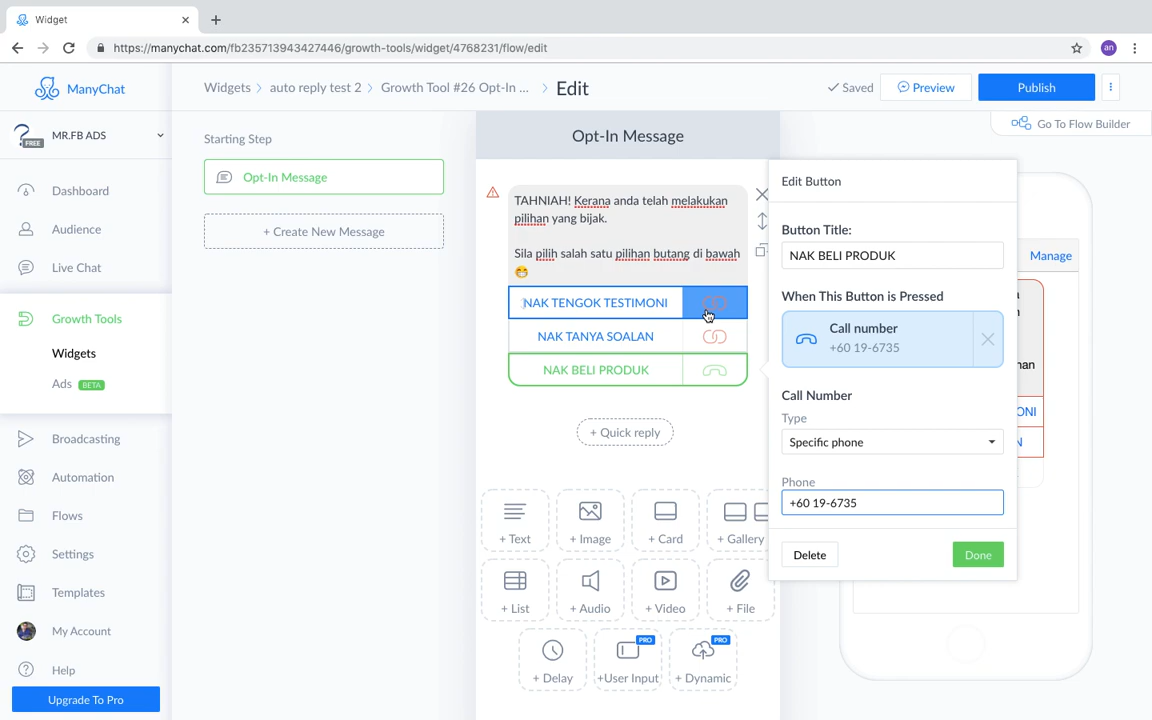 Widget
https://manychat.com/fb235713943427446/growth-tools/widget/4768231/flow/edit
an
ManyChat
Widgets
auto reply test 2
Growth Tool #26 Opt-In ...
Edit
Saved
Preview
Publish
MR.FB ADS
FREE
Go To Flow Builder
Dashboard
Audience
Live Chat
Growth Tools
Widgets
Ads BETA
Broadcasting
Automation
Flows
Settings
Templates
My Account
Help
Upgrade To Pro
Starting Step
Opt-In Message
+ Create New Message
Opt-In Message
TAHNIAH! Kerana anda telah melakukan
pilihan yang bijak.
Sila pilih salah satu pilihan butang di bawah
😁
NAK TENGOK TESTIMONI
NAK TANYA SOALAN
NAK BELI PRODUK
+ Quick reply
+ Text
+ Image
+ Card
+ Gallery
+ List
+ Audio
+ Video
+ File
PRO
PRO
+ Delay
+User Input
+ Dynamic
Edit Button
Button Title:
NAK BELI PRODUK
When This Button is Pressed
Call number
+60 19-6735
Call Number
Type
Specific phone
Phone
+60 19-6735
Delete
Done
Manage
nan
ONI
N